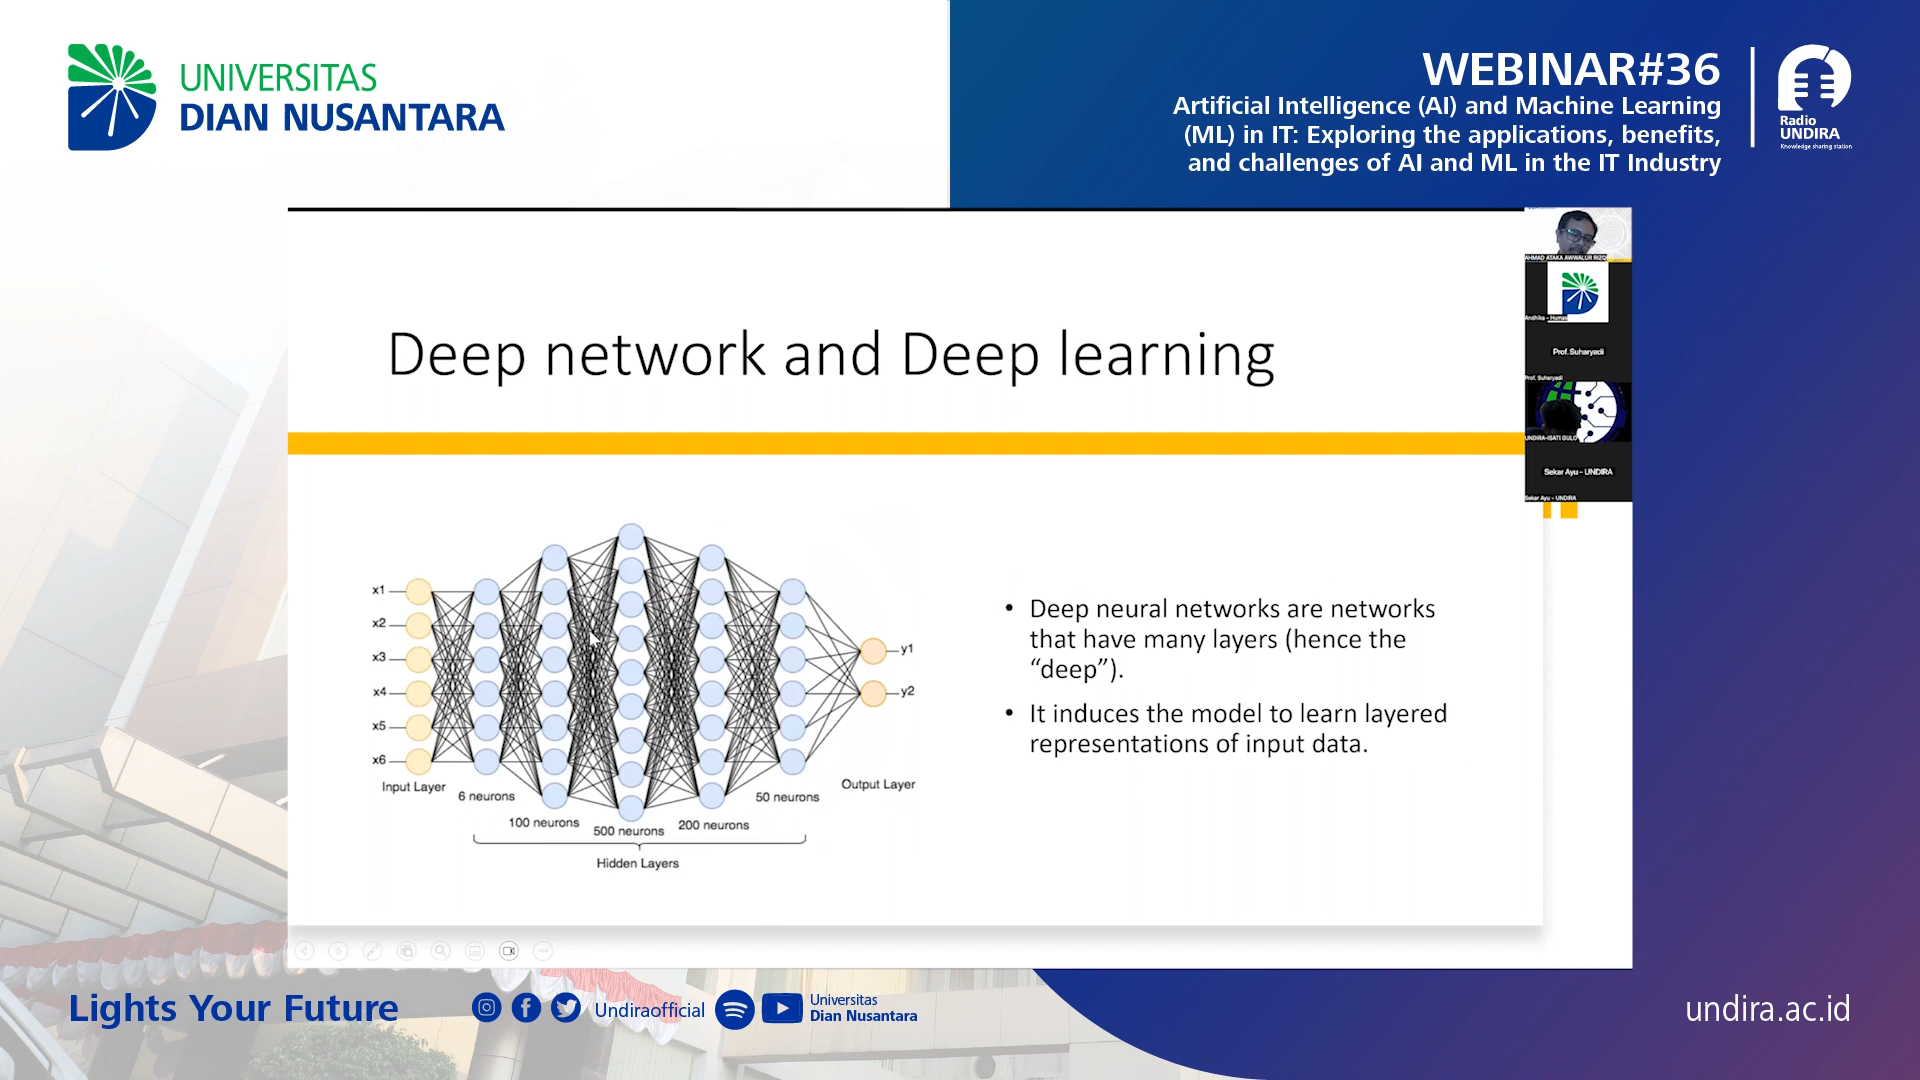 UNIVERSITAS
DIAN NUSANTARA
WEBINAR#36
Artificial Intelligence (AI) and Machine Learning
(ML) in IT: Exploring the applications, benefits,
and challenges of AI and ML in the IT Industry
Radio
UNDIRA
Knowledge sharing station
AHMAD ATAKA AWWALUR RIZQI
Andhika - Humas
Prof. Suharyadi
Prof. Suharyadi
UNDIRA-ISATI GULO
Sekar Ayu - UNDIRA
Sekar Ayu - UNDIRA
Deep network and Deep learning
x1
x2
x3
x4
x5
x6
y1
y2
Input Layer
6 neurons
100 neurons
500 neurons
200 neurons
50 neurons
Output Layer
Hidden Layers
• Deep neural networks are networks
that have many layers (hence the
“deep”).
• It induces the model to learn layered
representations of input data.
Lights Your Future
Undiraofficial
Universitas
Dian Nusantara
undira.ac.id